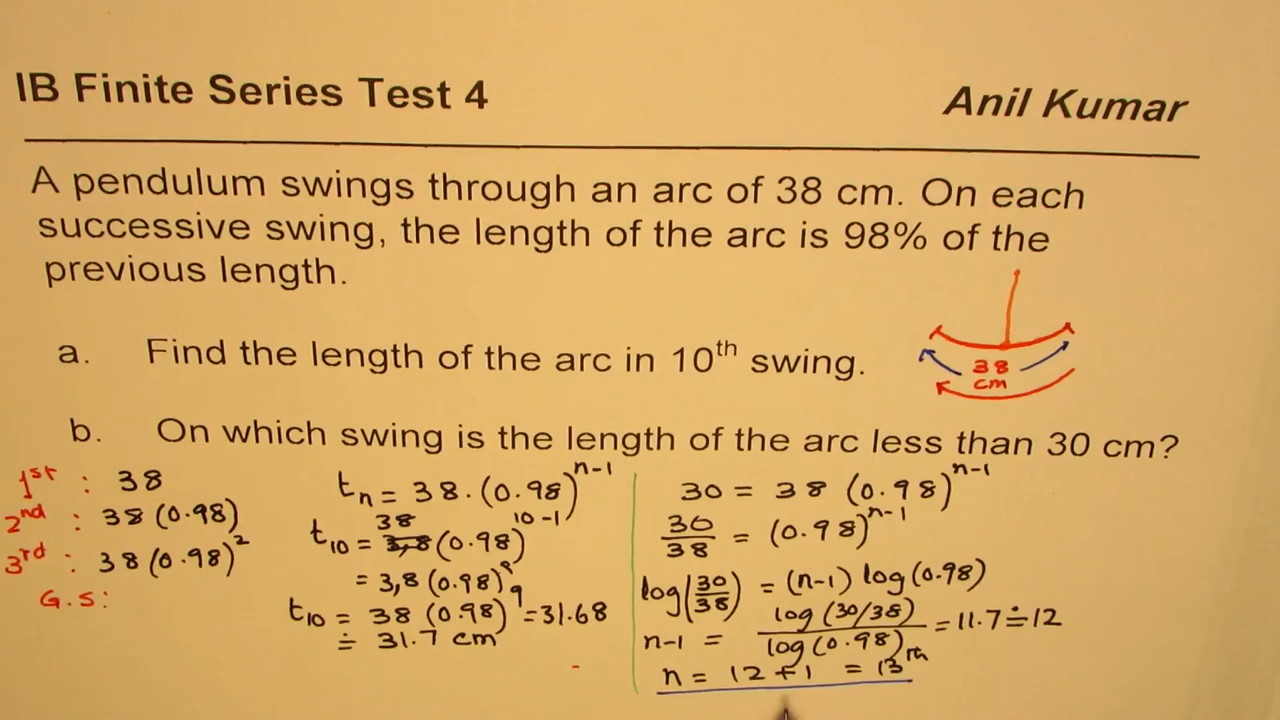 IB Finite Series Test 4
Anil Kumar
A pendulum swings through an arc of 38 cm. On each
successive swing, the length of the arc is 98% of the
previous length.
38
cm
a. Find the length of the arc in 10th swing.
b. On which swing is the length of the arc less than 30 cm?
1st : 38
2nd : 38 (0.98)
3rd : 38 (0.98)²
G.S:
tn = 38.(0.98)^n-1
38
t10 = 3,8 (0.98)^10-1
= 3,8 (0.98)^9
t10 = 38 (0.98)^9 = 31.68
≐ 31.7 cm
30 = 38 (0.98)^n-1
30/38 = (0.98)^n-1
log(30/38) = (n-1) log(0.98)
n-1 = log(30/38) / log(0.98) = 11.7 ≐ 12
n = 12 + 1 = 13th